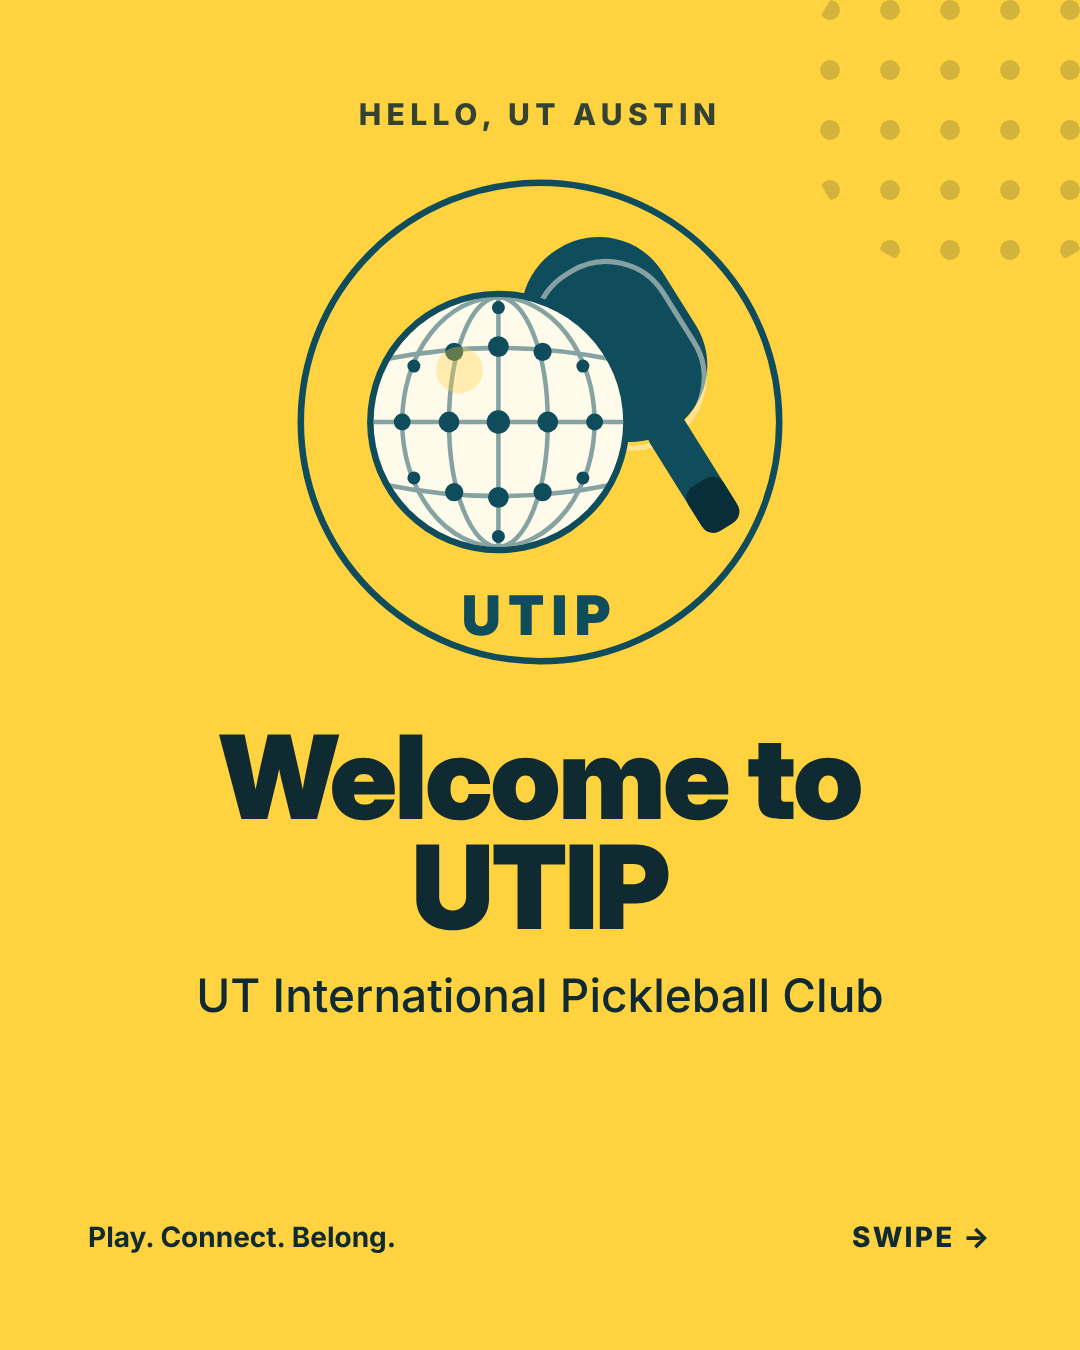 HELLO, UT AUSTIN
UTIP
Welcome to
UTIP
UT International Pickleball Club
Play. Connect. Belong.
SWIPE →